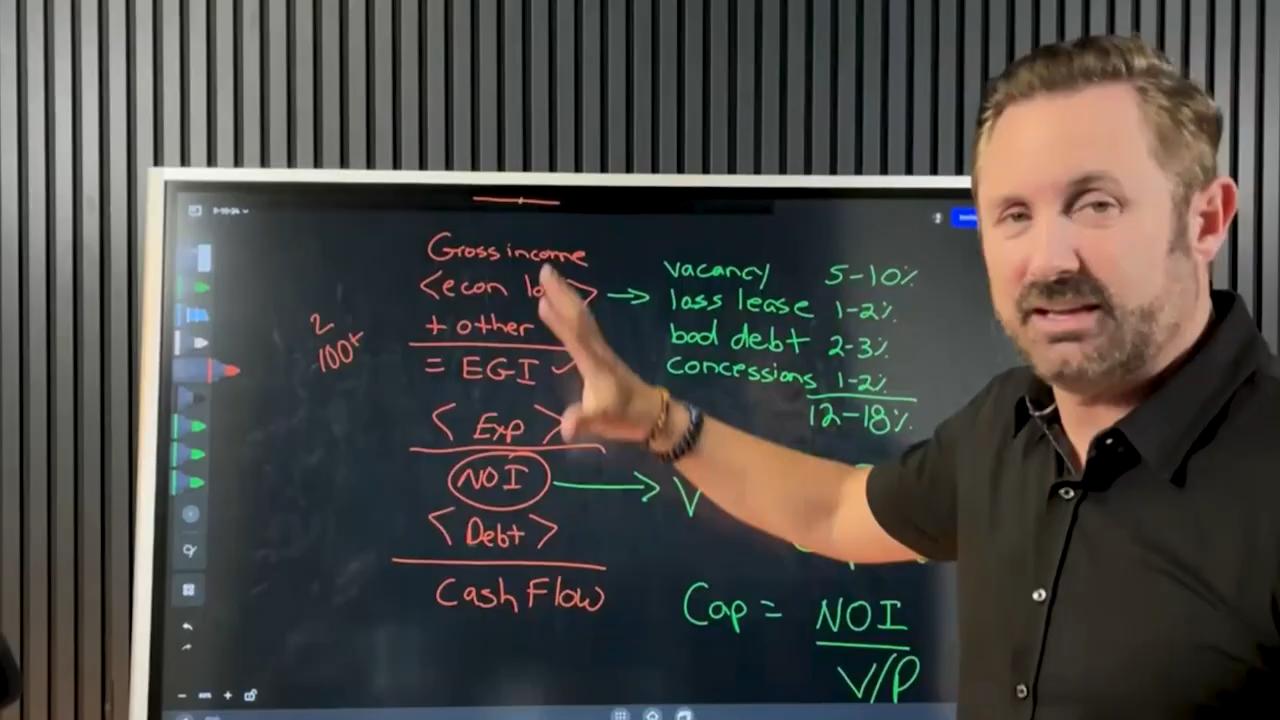 Gross income
<econ lo >
+ other
= EGI ✓
< Exp >
NOI →
< Debt >
Cash Flow
2
100+
→ vacancy 5-10%
loss lease 1-2%
bad debt 2-3%
concessions 1-2%
12-18%
V
Cap = NOI
V/P